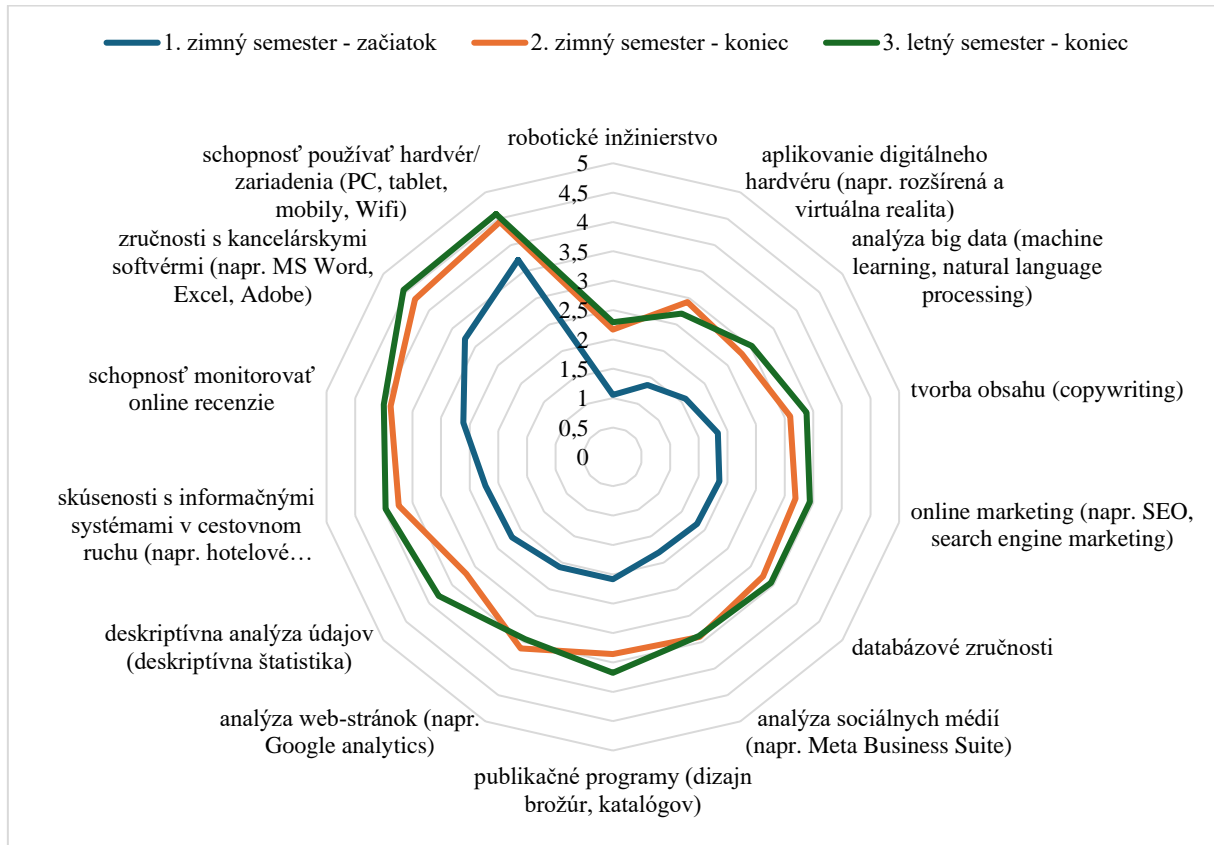 1. zimný semester - začiatok
2. zimný semester - koniec
3. letný semester - koniec
robotické inžinierstvo
5
4,5
4
3,5
3
2,5
2
1,5
1
0,5
0
aplikovanie digitálneho
hardvéru (napr. rozšírená a
virtuálna realita)
analýza big data (machine
learning, natural language
processing)
tvorba obsahu (copywriting)
online marketing (napr. SEO,
search engine marketing)
databázové zručnosti
analýza sociálnych médií
(napr. Meta Business Suite)
publikačné programy (dizajn
brožúr, katalógov)
analýza web-stránok (napr.
Google analytics)
deskriptívna analýza údajov
(deskriptívna štatistika)
skúsenosti s informačnými
systémami v cestovnom
ruchu (napr. hotelové…
schopnosť monitorovať
online recenzie
zručnosti s kancelárskymi
softvérmi (napr. MS Word,
Excel, Adobe)
schopnosť používať hardvér/
zariadenia (PC, tablet,
mobily, Wifi)